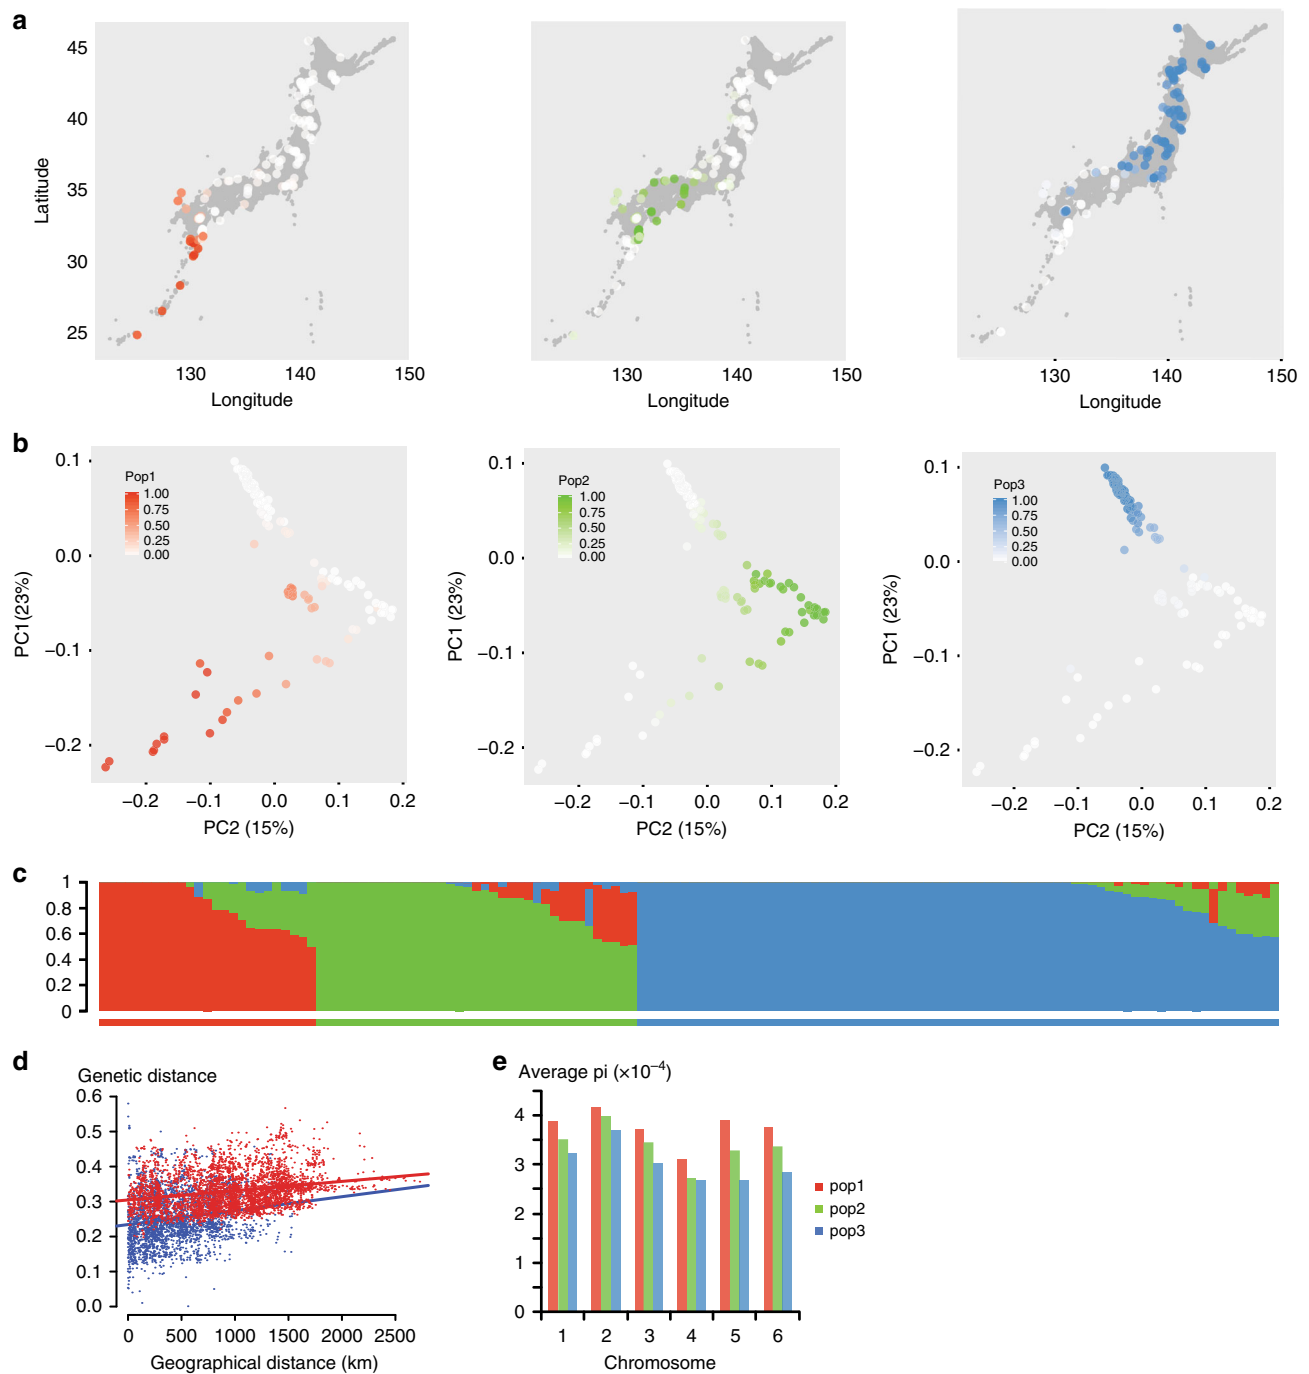 a
45
40
35
30
25
Latitude
130 140 150
Longitude
130 140 150
Longitude
130 140 150
Longitude
b
0.1
0.0
−0.1
−0.2
PC1(23%)
Pop1
1.00
0.75
0.50
0.25
0.00
−0.2 −0.1 0.0 0.1 0.2
PC2 (15%)
0.1
0.0
−0.1
−0.2
PC1 (23%)
Pop2
1.00
0.75
0.50
0.25
0.00
−0.2 −0.1 0.0 0.1 0.2
PC2 (15%)
0.1
0.0
−0.1
−0.2
PC1 (23%)
Pop3
1.00
0.75
0.50
0.25
0.00
−0.2 −0.1 0.0 0.1 0.2
PC2 (15%)
c
1
0.8
0.6
0.4
0.2
0
d
Genetic distance
0.6
0.5
0.4
0.3
0.2
0.1
0.0
0 500 1000 1500 2000 2500
Geographical distance (km)
e
Average pi (×10⁻⁴)
4
3
2
1
0
1 2 3 4 5 6
Chromosome
pop1
pop2
pop3